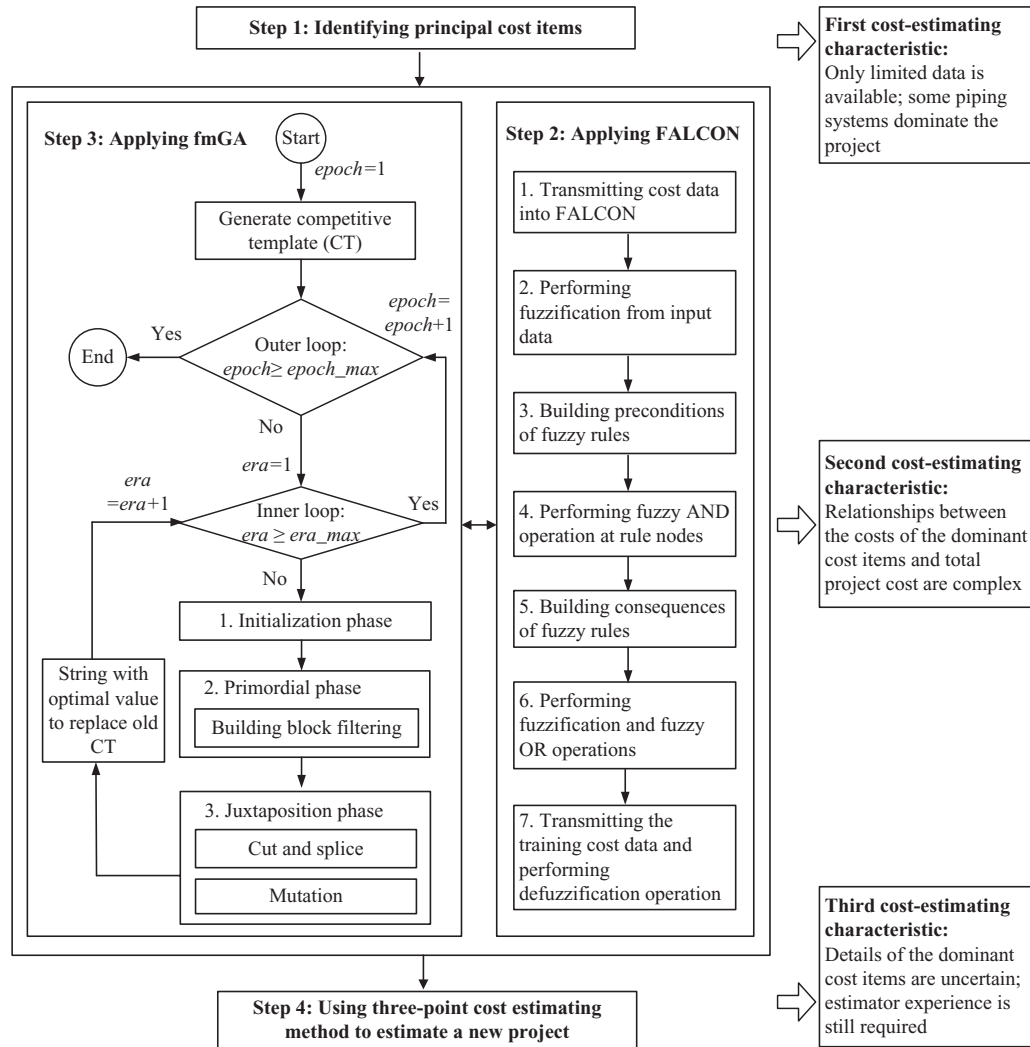 Step 1: Identifying principal cost items
First cost-estimating
characteristic:
Only limited data is
available; some piping
systems dominate the
project
Step 3: Applying fmGA
Start
epoch=1
Generate competitive
template (CT)
epoch=
epoch+1
Yes
End
Outer loop:
epoch≥ epoch_max
No
era=1
era
=era+1
Yes
Inner loop:
era ≥ era_max
No
1. Initialization phase
2. Primordial phase
Building block filtering
3. Juxtaposition phase
Cut and splice
Mutation
String with
optimal value
to replace old
CT
Step 2: Applying FALCON
1. Transmitting cost data
into FALCON
2. Performing
fuzzification from input
data
3. Building preconditions
of fuzzy rules
4. Performing fuzzy AND
operation at rule nodes
5. Building consequences
of fuzzy rules
6. Performing
fuzzification and fuzzy
OR operations
7. Transmitting the
training cost data and
performing
defuzzification operation
Second cost-estimating
characteristic:
Relationships between
the costs of the dominant
cost items and total
project cost are complex
Step 4: Using three-point cost estimating
method to estimate a new project
Third cost-estimating
characteristic:
Details of the dominant
cost items are uncertain;
estimator experience is
still required